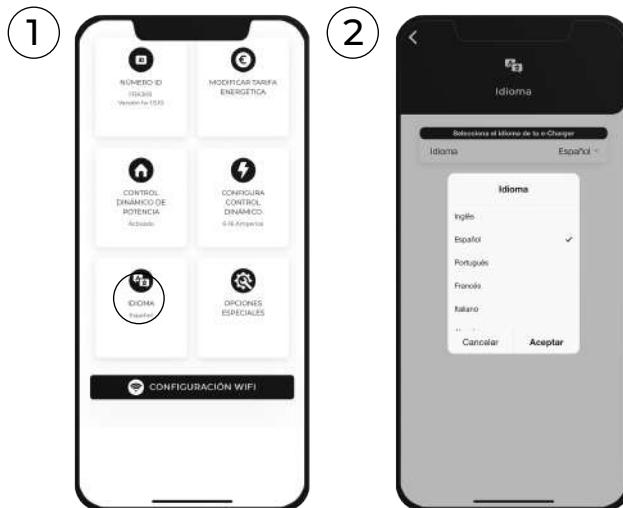 1
NÚMERO ID
MODIFICAR TARIFA
ENERGÉTICA
CONTROL
DINÁMICO DE
POTENCIA
Activado
CONFIGURA
CONTROL
DINÁMICO
6-16 Amperios
IDIOMA
Español
OPCIONES
ESPECIALES
CONFIGURACIÓN WIFI
2
Idioma
Selecciona el idioma de tu e-Charger
Idioma Español
Idioma
Inglés
Español
Portugués
Francés
Italiano
Cancelar Aceptar